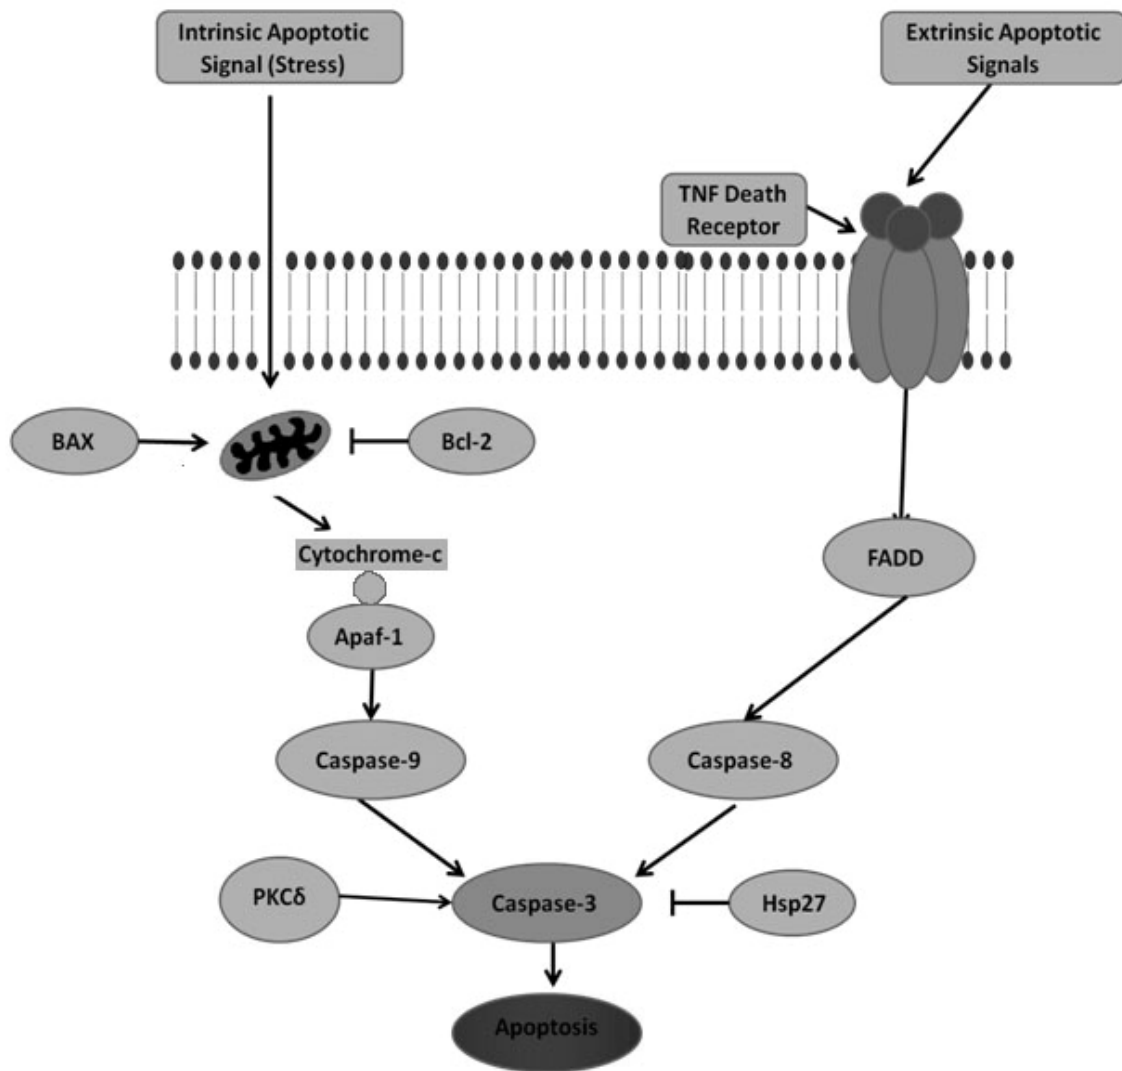 Intrinsic Apoptotic
Signal (Stress)
Extrinsic Apoptotic
Signals
TNF Death
Receptor
BAX
Bcl-2
Cytochrome-c
FADD
Apaf-1
Caspase-9
Caspase-8
PKCδ
Caspase-3
Hsp27
Apoptosis